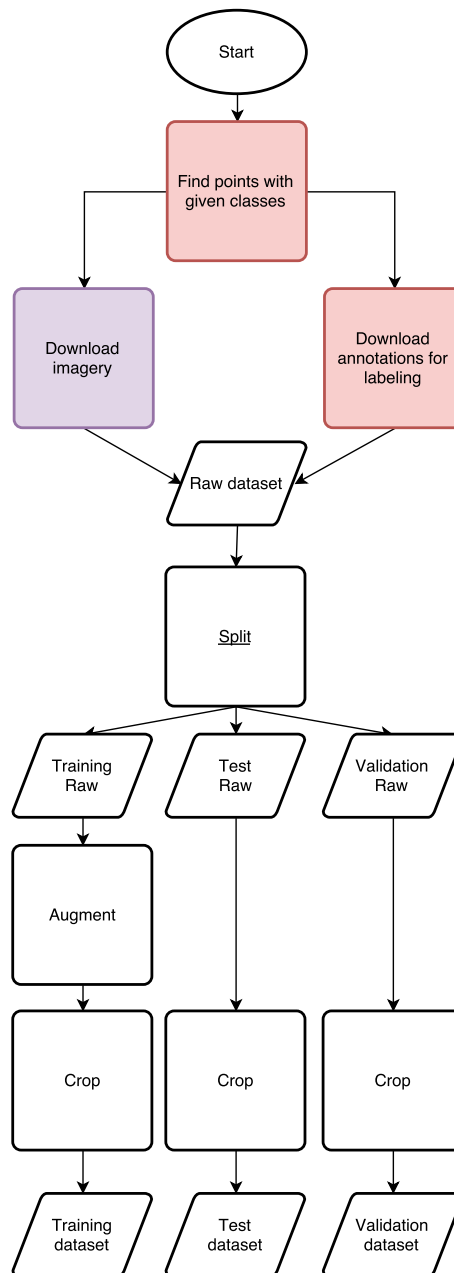 Start
Find points with
given classes
Download
imagery
Download
annotations for
labeling
Raw dataset
Split
Training
Raw
Test
Raw
Validation
Raw
Augment
Crop
Crop
Crop
Training
dataset
Test
dataset
Validation
dataset